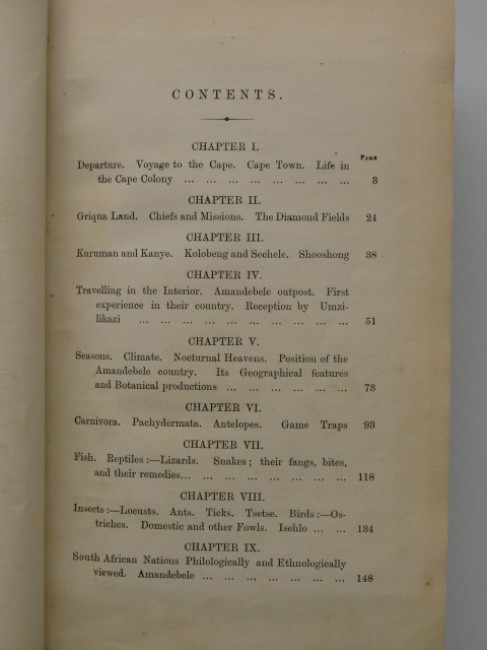 CONTENTS.
CHAPTER I.
PAGE
Departure. Voyage to the Cape. Cape Town. Life in
the Cape Colony ... ... ... ... ... ... ... ... 3
CHAPTER II.
Griqua Land. Chiefs and Missions. The Diamond Fields 24
CHAPTER III.
Kuruman and Kanye. Kolobeng and Sechele. Shooshong 38
CHAPTER IV.
Travelling in the Interior. Amandebele outpost. First
experience in their country. Reception by Umzi-
likazi ... ... ... ... ... ... ... ... ... ... 51
CHAPTER V.
Seasons. Climate. Nocturnal Heavens. Position of the
Amandebele country. Its Geographical features
and Botanical productions ... ... ... ... ... ... 73
CHAPTER VI.
Carnivora. Pachydermata. Antelopes. Game Traps 93
CHAPTER VII.
Fish. Reptiles:—Lizards. Snakes; their fangs, bites,
and their remedies... ... ... ... ... ... ... ... 118
CHAPTER VIII.
Insects:—Locusts. Ants. Ticks. Tsetse. Birds:—Os-
triches. Domestic and other Fowls. Isehlo ... ... 134
CHAPTER IX.
South African Nations Philologically and Ethnologically
viewed. Amandebele ... ... ... ... ... ... ... 148